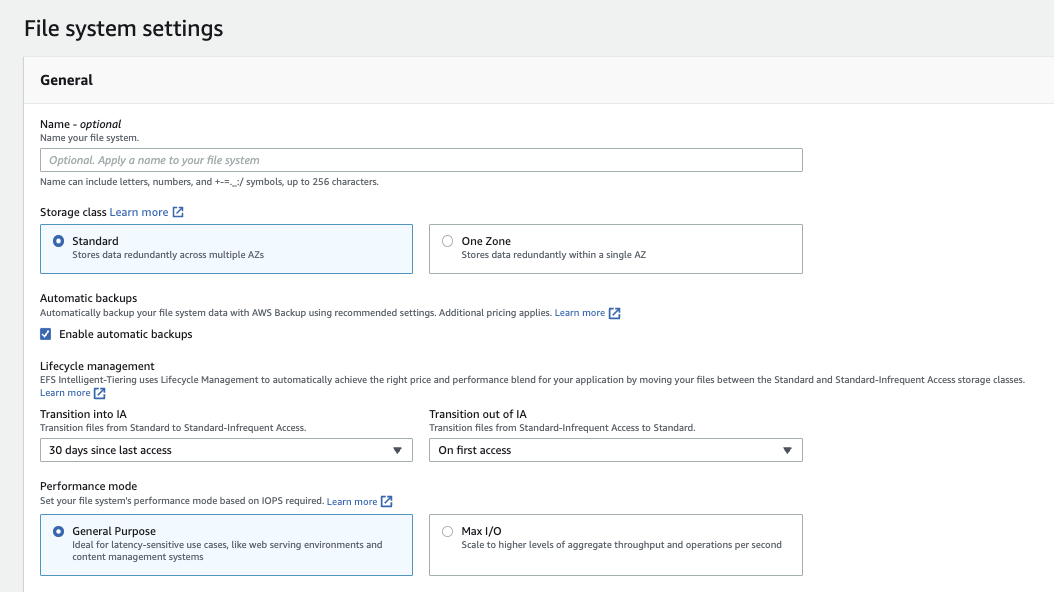 File system settings
General
Name - optional
Name your file system.
Optional. Apply a name to your file system
Name can include letters, numbers, and +-=._:/ symbols, up to 256 characters.
Storage class Learn more
Standard
Stores data redundantly across multiple AZs
One Zone
Stores data redundantly within a single AZ
Automatic backups
Automatically backup your file system data with AWS Backup using recommended settings. Additional pricing applies. Learn more
Enable automatic backups
Lifecycle management
EFS Intelligent-Tiering uses Lifecycle Management to automatically achieve the right price and performance blend for your application by moving your files between the Standard and Standard-Infrequent Access storage classes.
Learn more
Transition into IA
Transition files from Standard to Standard-Infrequent Access.
30 days since last access
Transition out of IA
Transition files from Standard-Infrequent Access to Standard.
On first access
Performance mode
Set your file system's performance mode based on IOPS required. Learn more
General Purpose
Ideal for latency-sensitive use cases, like web serving environments and
content management systems
Max I/O
Scale to higher levels of aggregate throughput and operations per second